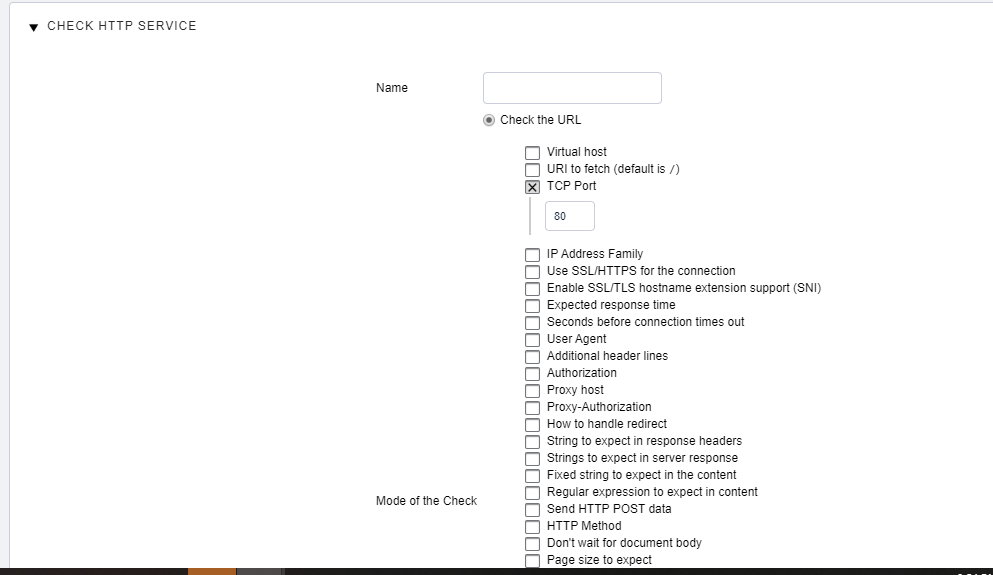 CHECK HTTP SERVICE
Name
Check the URL
Virtual host
URI to fetch (default is /)
TCP Port
80
IP Address Family
Use SSL/HTTPS for the connection
Enable SSL/TLS hostname extension support (SNI)
Expected response time
Seconds before connection times out
User Agent
Additional header lines
Authorization
Proxy host
Proxy-Authorization
How to handle redirect
String to expect in response headers
Strings to expect in server response
Fixed string to expect in the content
Regular expression to expect in content
Mode of the Check
Send HTTP POST data
HTTP Method
Don't wait for document body
Page size to expect